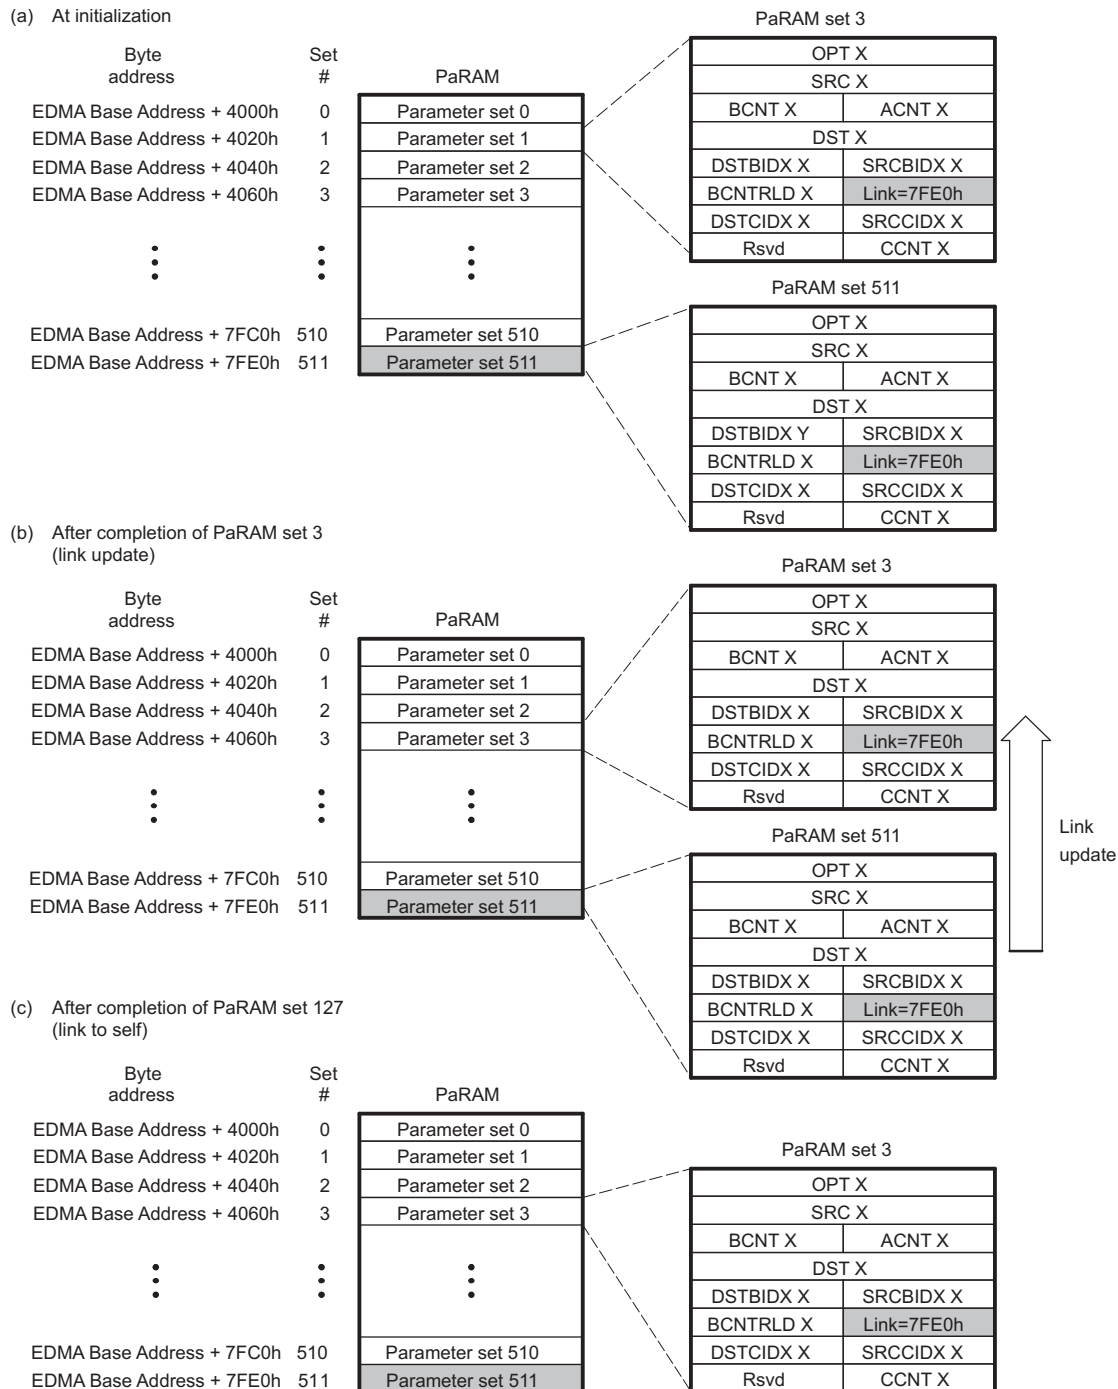 (a) At initialization
Byte address Set # PaRAM
EDMA Base Address + 4000h 0 Parameter set 0
EDMA Base Address + 4020h 1 Parameter set 1
EDMA Base Address + 4040h 2 Parameter set 2
EDMA Base Address + 4060h 3 Parameter set 3
EDMA Base Address + 7FC0h 510 Parameter set 510
EDMA Base Address + 7FE0h 511 Parameter set 511
PaRAM set 3
OPT X
SRC X
BCNT X ACNT X
DST X
DSTBIDX X SRCBIDX X
BCNTRLD X Link=7FE0h
DSTCIDX X SRCCIDX X
Rsvd CCNT X
PaRAM set 511
OPT X
SRC X
BCNT X ACNT X
DST X
DSTBIDX Y SRCBIDX X
BCNTRLD X Link=7FE0h
DSTCIDX X SRCCIDX X
Rsvd CCNT X
(b) After completion of PaRAM set 3
(link update)
Byte address Set # PaRAM
EDMA Base Address + 4000h 0 Parameter set 0
EDMA Base Address + 4020h 1 Parameter set 1
EDMA Base Address + 4040h 2 Parameter set 2
EDMA Base Address + 4060h 3 Parameter set 3
EDMA Base Address + 7FC0h 510 Parameter set 510
EDMA Base Address + 7FE0h 511 Parameter set 511
PaRAM set 3
OPT X
SRC X
BCNT X ACNT X
DST X
DSTBIDX X SRCBIDX X
BCNTRLD X Link=7FE0h
DSTCIDX X SRCCIDX X
Rsvd CCNT X
PaRAM set 511
OPT X
SRC X
BCNT X ACNT X
DST X
DSTBIDX X SRCBIDX X
BCNTRLD X Link=7FE0h
DSTCIDX X SRCCIDX X
Rsvd CCNT X
Link
update
(c) After completion of PaRAM set 127
(link to self)
Byte address Set # PaRAM
EDMA Base Address + 4000h 0 Parameter set 0
EDMA Base Address + 4020h 1 Parameter set 1
EDMA Base Address + 4040h 2 Parameter set 2
EDMA Base Address + 4060h 3 Parameter set 3
EDMA Base Address + 7FC0h 510 Parameter set 510
EDMA Base Address + 7FE0h 511 Parameter set 511
PaRAM set 3
OPT X
SRC X
BCNT X ACNT X
DST X
DSTBIDX X SRCBIDX X
BCNTRLD X Link=7FE0h
DSTCIDX X SRCCIDX X
Rsvd CCNT X